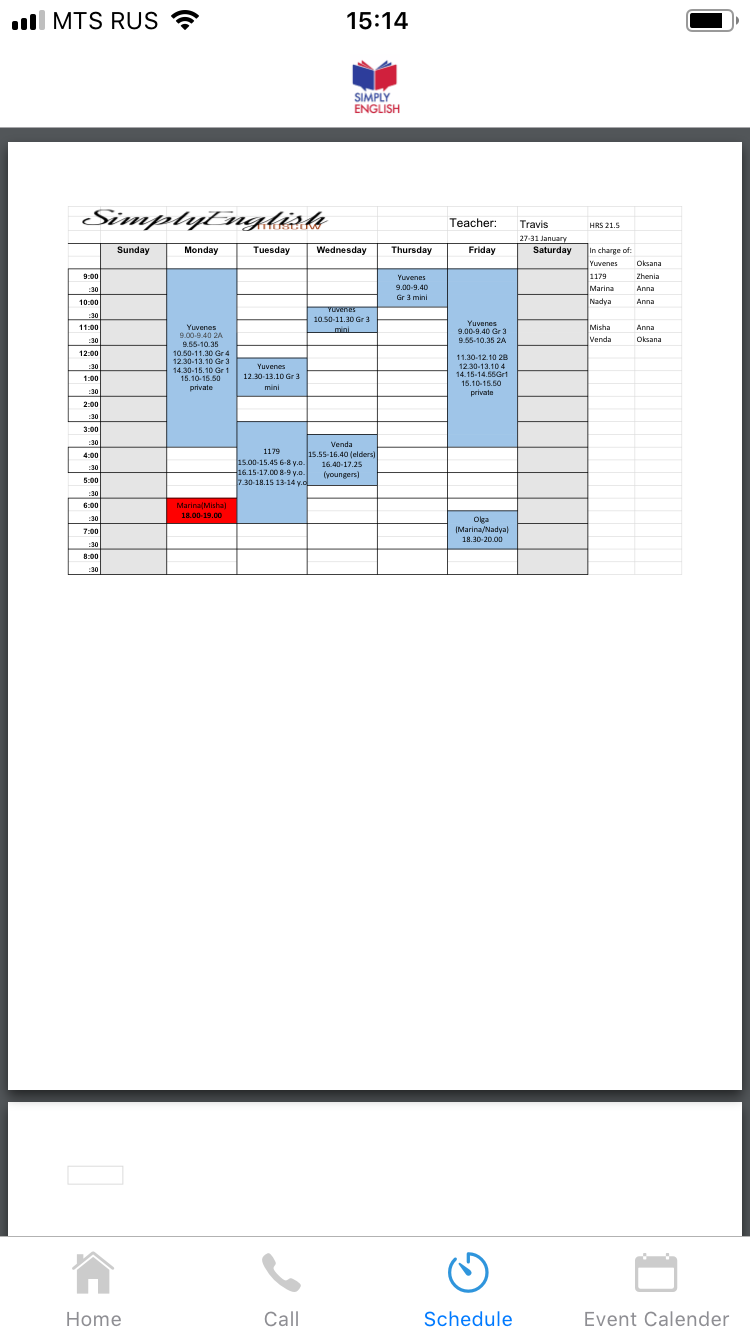 MTS RUS 15:14
SIMPLY
ENGLISH
SimplyEnglish
moscow
Teacher: Travis HRS 21.5
27-31 January
Sunday Monday Tuesday Wednesday Thursday Friday Saturday In charge of:
Yuvenes Oksana
1179 Zhenia
Marina Anna
Nadya Anna
Misha Anna
Venda Oksana
9:00
:30
10:00
:30
11:00
:30
12:00
:30
1:00
:30
2:00
:30
3:00
:30
4:00
:30
5:00
:30
6:00
:30
7:00
:30
8:00
:30
Yuvenes
9.00-9.40 2A
9.55-10.35
10.50-11.30 Gr 4
12.30-13.10 Gr 3
14.30-15.10 Gr 1
15.10-15.50
private
Marina(Misha)
18.00-19.00
Yuvenes
12.30-13.10 Gr 3
mini
1179
15.00-15.45 6-8 y.o.
16.15-17.00 8-9 y.o.
7.30-18.15 13-14 y.o
Yuvenes
10.50-11.30 Gr 3
mini
Venda
15.55-16.40 (elders)
16.40-17.25
(youngers)
Yuvenes
9.00-9.40
Gr 3 mini
Yuvenes
9.00-9.40 Gr 3
9.55-10.35 2A
11.30-12.10 2B
12.30-13.10 4
14.15-14.55Gr1
15.10-15.50
private
Olga
(Marina/Nadya)
18.30-20.00
Home Call Schedule Event Calender